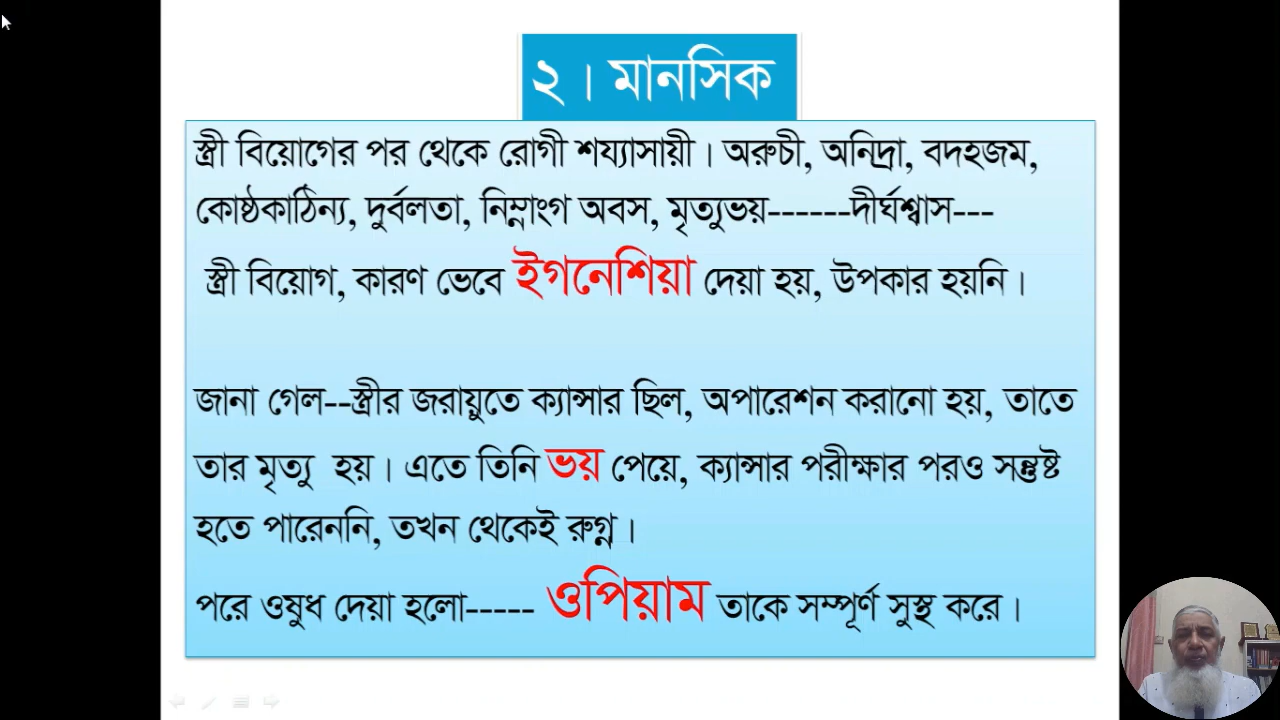 ২। মানসিক
স্ত্রী বিয়োগের পর থেকে রোগী শয্যাসায়ী। অরুচী, অনিদ্রা, বদহজম,
কোষ্ঠকাঠিন্য, দুর্বলতা, নিম্নাংগ অবস, মৃত্যুভয়------দীর্ঘশ্বাস---
স্ত্রী বিয়োগ, কারণ ভেবে ইগনেশিয়া দেয়া হয়, উপকার হয়নি।
জানা গেল--স্ত্রীর জরায়ুতে ক্যান্সার ছিল, অপারেশন করানো হয়, তাতে
তার মৃত্যু হয়। এতে তিনি ভয় পেয়ে, ক্যান্সার পরীক্ষার পরও সন্তুষ্ট
হতে পারেননি, তখন থেকেই রুগ্ন।
পরে ওষুধ দেয়া হলো----- ওপিয়াম তাকে সম্পূর্ণ সুস্থ করে।